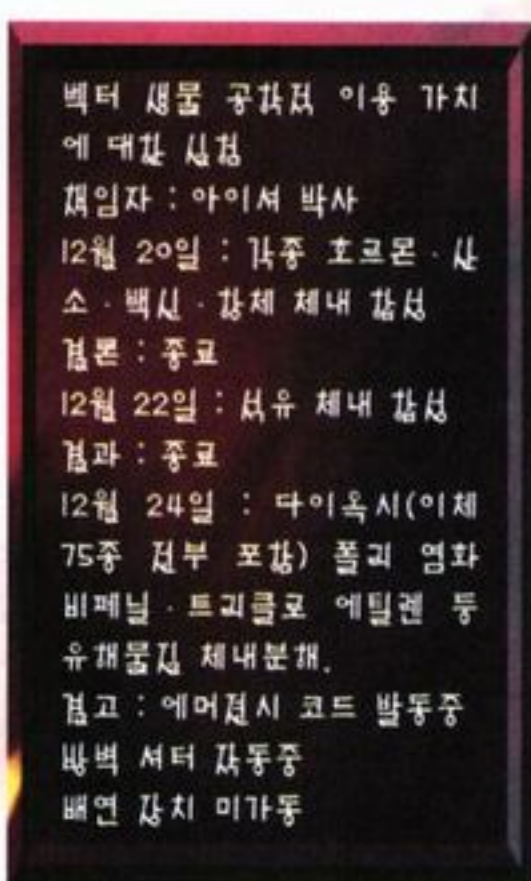 벡터 생물 공학적 이용 가치
에 대한 실험
책임자 : 아이셔 박사
12월 20일 : 각종 호르몬 · 산
소 · 백신 · 항체 체내 합성
결론 : 종료
12월 22일 : 석유 체내 합성
결과 : 종료
12월 24일 : 다이옥시(이체
75종 전부 포함) 폴리 염화
비페닐 · 트리클로 에틸렌 등
유해물질 체내분해.
경고 : 에머젼시 코드 발동중
방벽 셔터 작동중
배연 장치 미가동